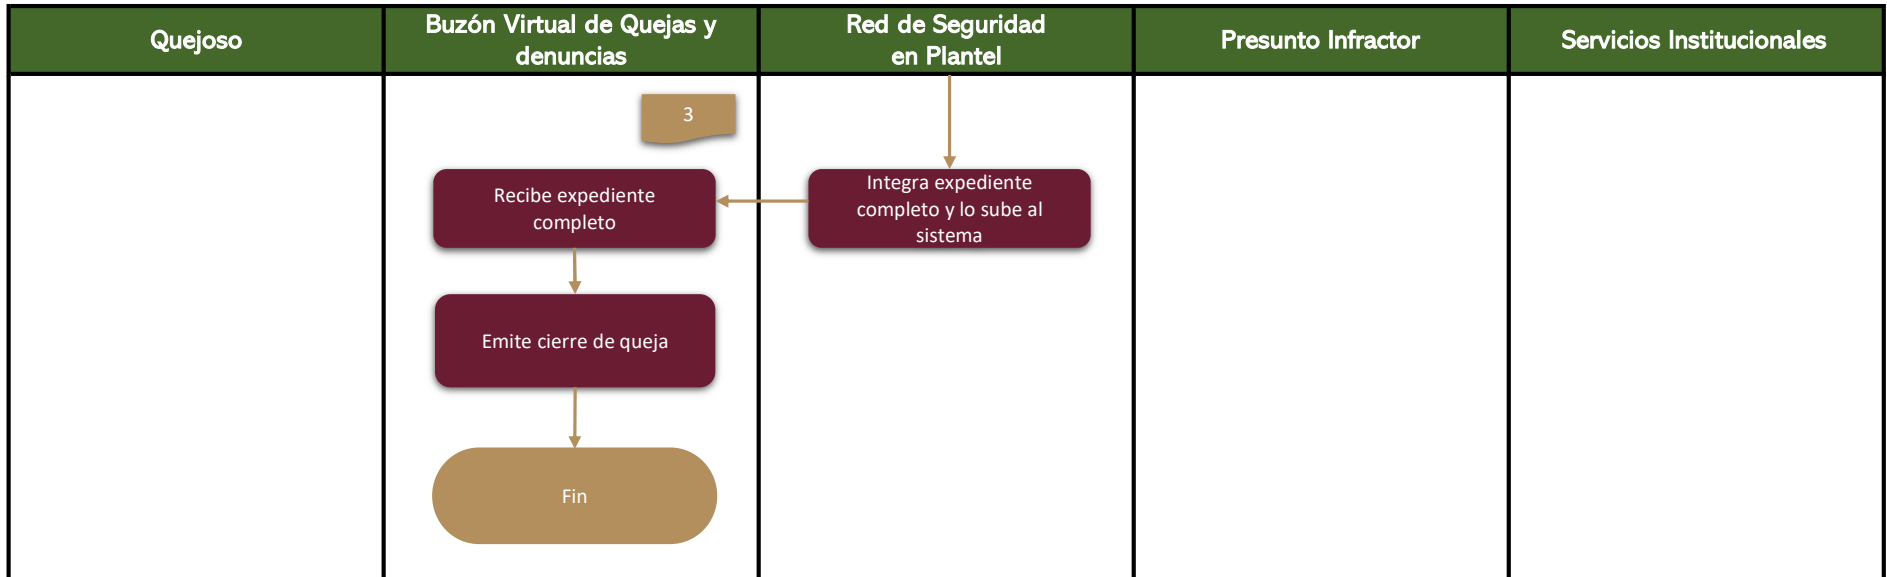 Quejoso
Buzón Virtual de Quejas y
denuncias
Red de Seguridad
en Plantel
Presunto Infractor
Servicios Institucionales
3
Recibe expediente
completo
Integra expediente
completo y lo sube al
sistema
Emite cierre de queja
Fin